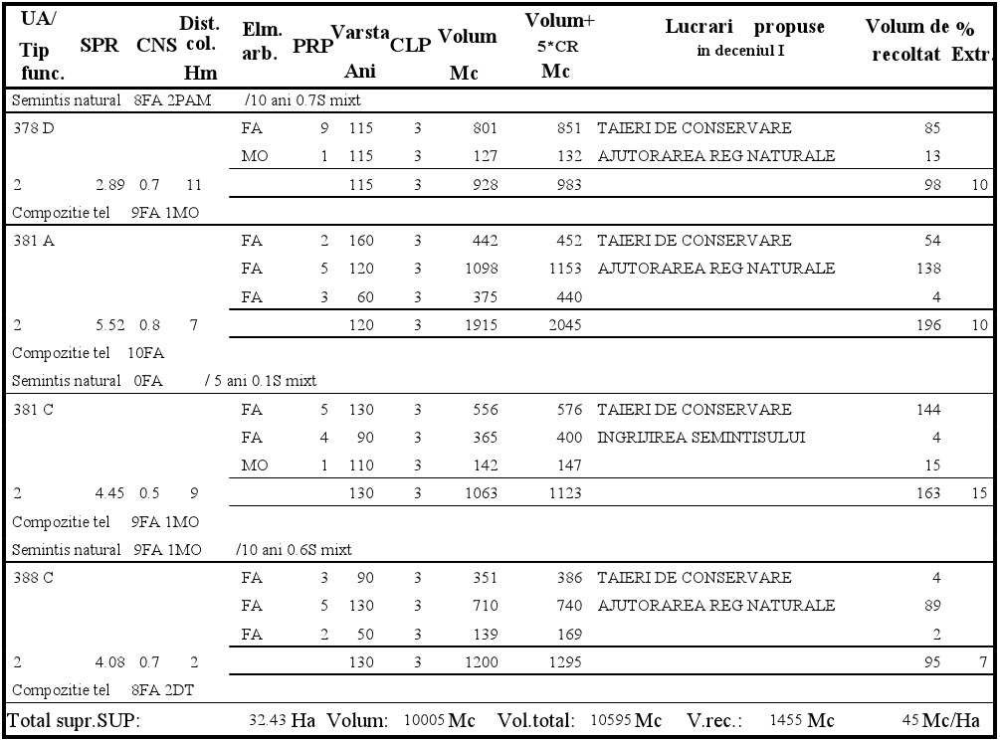 UA/ Tip func. SPR CNS Dist. col. Hm Elm. arb. PRP Varsta Ani CLP Volum Mc Volum+ 5*CR Mc Lucrari propuse in deceniul I Volum de recoltat % Extr.
Semintis natural 8FA 2PAM /10 ani 0.7S mixt
378 D FA 9 115 3 801 851 TAIERI DE CONSERVARE 85
MO 1 115 3 127 132 AJUTORAREA REG NATURALE 13
2 2.89 0.7 11 115 3 928 983 98 10
Compozitie tel 9FA 1MO
381 A FA 2 160 3 442 452 TAIERI DE CONSERVARE 54
FA 5 120 3 1098 1153 AJUTORAREA REG NATURALE 138
FA 3 60 3 375 440 4
2 5.52 0.8 7 120 3 1915 2045 196 10
Compozitie tel 10FA
Semintis natural 0FA / 5 ani 0.1S mixt
381 C FA 5 130 3 556 576 TAIERI DE CONSERVARE 144
FA 4 90 3 365 400 INGRIJIREA SEMINTISULUI 4
MO 1 110 3 142 147 15
2 4.45 0.5 9 130 3 1063 1123 163 15
Compozitie tel 9FA 1MO
Semintis natural 9FA 1MO /10 ani 0.6S mixt
388 C FA 3 90 3 351 386 TAIERI DE CONSERVARE 4
FA 5 130 3 710 740 AJUTORAREA REG NATURALE 89
FA 2 50 3 139 169 2
2 4.08 0.7 2 130 3 1200 1295 95 7
Compozitie tel 8FA 2DT
Total supr.SUP: 32.43 Ha Volum: 10005 Mc Vol.total: 10595 Mc V.rec.: 1455 Mc 45 Mc/Ha